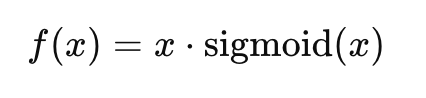 f(x) = x · sigmoid(x)